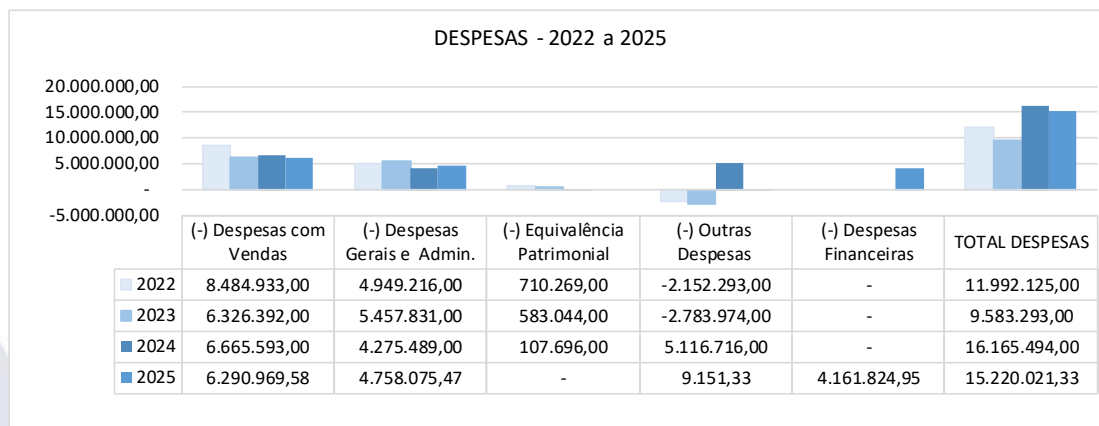 DESPESAS - 2022 a 2025
20.000.000,00
15.000.000,00
10.000.000,00
5.000.000,00
-
-5.000.000,00
(-) Despesas com Vendas
(-) Despesas Gerais e Admin.
(-) Equivalência Patrimonial
(-) Outras Despesas
(-) Despesas Financeiras
TOTAL DESPESAS
2022 8.484.933,00 4.949.216,00 710.269,00 -2.152.293,00 - 11.992.125,00
2023 6.326.392,00 5.457.831,00 583.044,00 -2.783.974,00 - 9.583.293,00
2024 6.665.593,00 4.275.489,00 107.696,00 5.116.716,00 - 16.165.494,00
2025 6.290.969,58 4.758.075,47 - 9.151,33 4.161.824,95 15.220.021,33